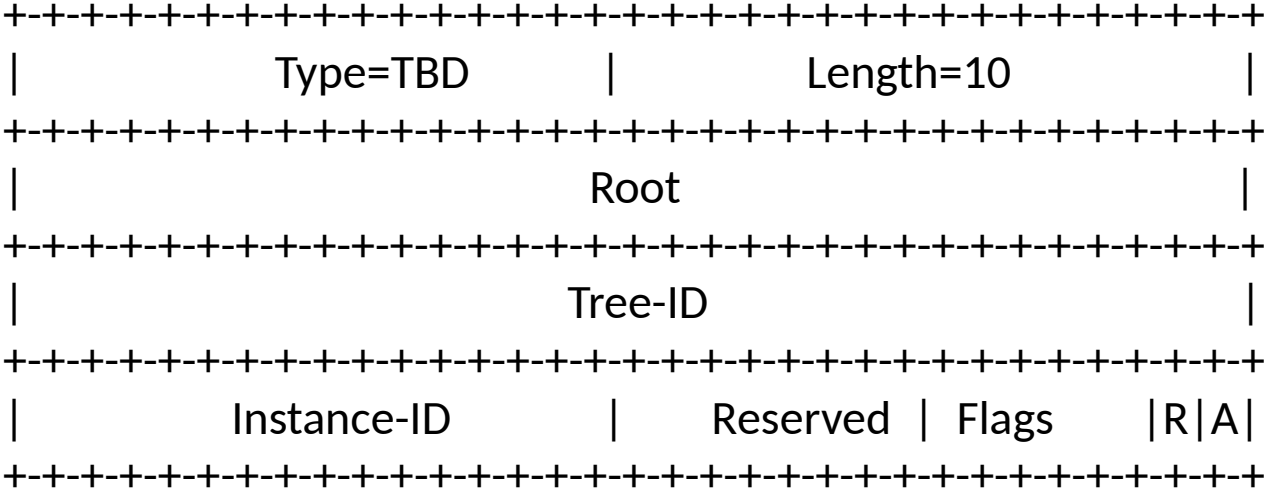 +-+-+-+-+-+-+-+-+-+-+-+-+-+-+-+-+-+-+-+-+-+-+-+-+-+-+-+-+-+-+-+-+-+
| Type=TBD | Length=10 |
+-+-+-+-+-+-+-+-+-+-+-+-+-+-+-+-+-+-+-+-+-+-+-+-+-+-+-+-+-+-+-+-+-+
| Root |
+-+-+-+-+-+-+-+-+-+-+-+-+-+-+-+-+-+-+-+-+-+-+-+-+-+-+-+-+-+-+-+-+-+
| Tree-ID |
+-+-+-+-+-+-+-+-+-+-+-+-+-+-+-+-+-+-+-+-+-+-+-+-+-+-+-+-+-+-+-+-+-+
| Instance-ID | Reserved | Flags |R|A|
+-+-+-+-+-+-+-+-+-+-+-+-+-+-+-+-+-+-+-+-+-+-+-+-+-+-+-+-+-+-+-+-+-+